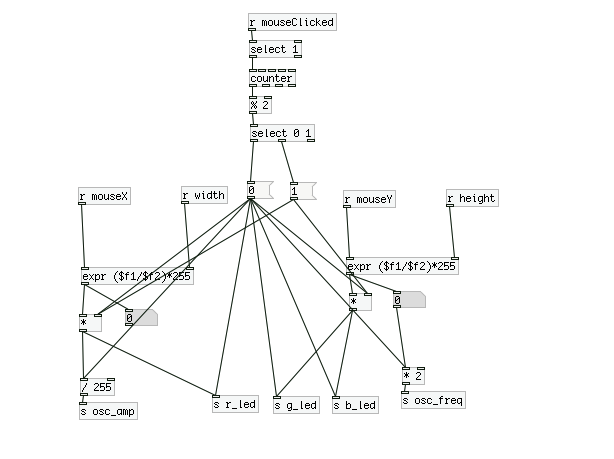 r mouseClicked
select 1
counter
% 2
select 0 1
0
1
r mouseX
r width
r mouseY
r height
expr ($f1/$f2)*255
expr ($f1/$f2)*255
*
0
*
0
/ 255
* 2
s osc_amp
s r_led
s g_led
s b_led
s osc_freq